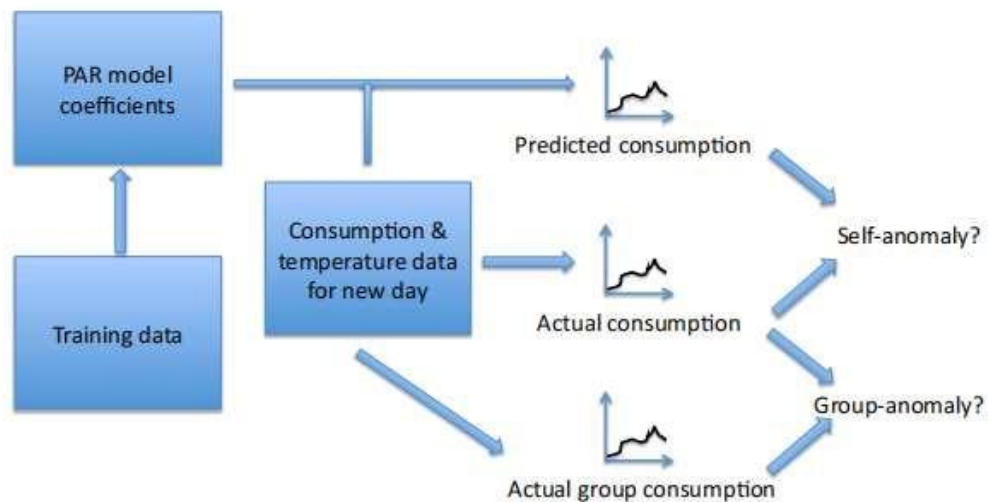 PAR model
coefficients
Predicted consumption
Consumption &
temperature data
for new day
Self-anomaly?
Training data
Actual consumption
Group-anomaly?
Actual group consumption